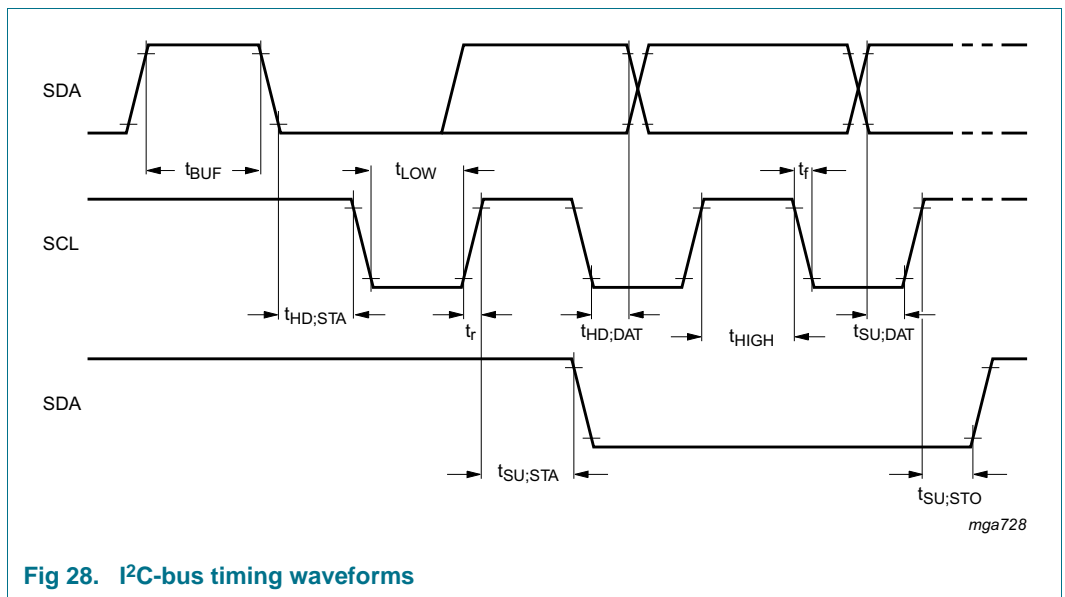 SDA
tBUF
tLOW
tf
SCL
tHD;STA
tr
tHD;DAT
tHIGH
tSU;DAT
SDA
tSU;STA
tSU;STO
mga728
Fig 28. I²C-bus timing waveforms